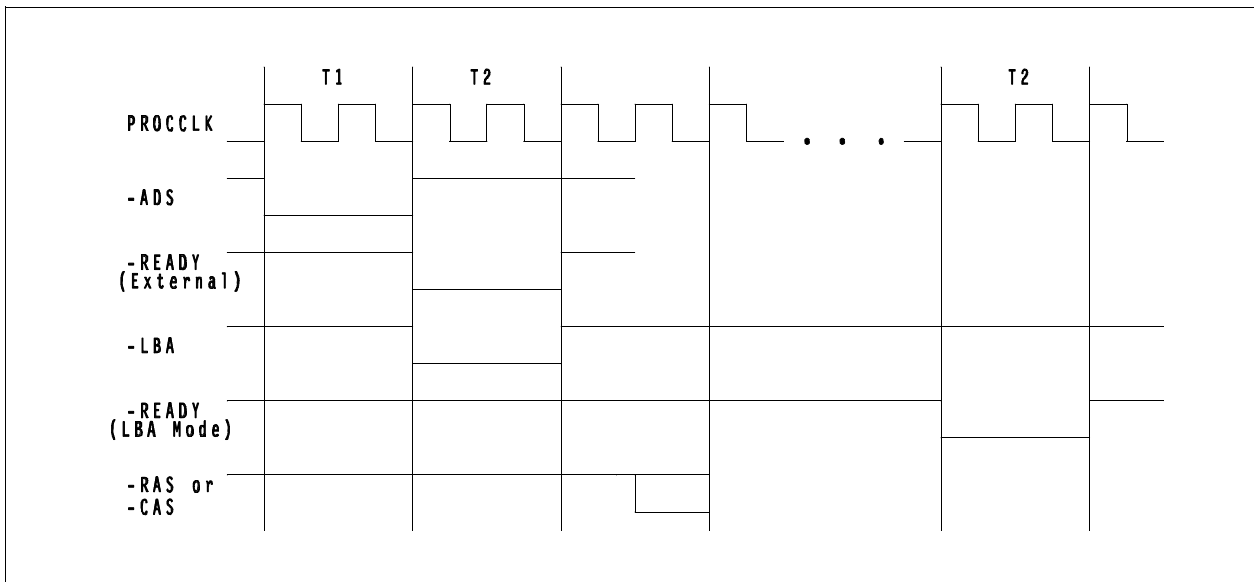 T1 T2 T2
PROCCLK
-ADS
-READY
(External)
-LBA
-READY
(LBA Mode)
-RAS or
-CAS